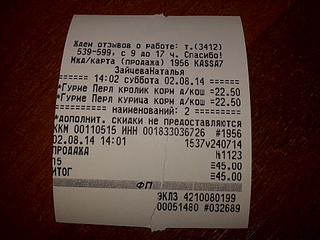 Ждем отзывов о работе: т.(3412)
539-599, с 9 до 17 ч. Спасибо!
Мкд/карта (продажа) 1956 KASSA7
ЗайцеваНаталья
====== 14:02 суббота 02.08.14 ======
*Гурме Перл кролик корм д/кош =22.50
*Гурме Перл курица корм д/кош =22.50
========== наименований: 2 ==========
*дополнит. скидки не предоставляются
ККМ 00110515 ИНН 001833036726 #1956
02.08.14 14:01 1537v240714
ПРОДАЖА №1123
15 =45.00
ИТОГ =45.00
ФП
ЭКЛЗ 4210080199
00051480 #032689